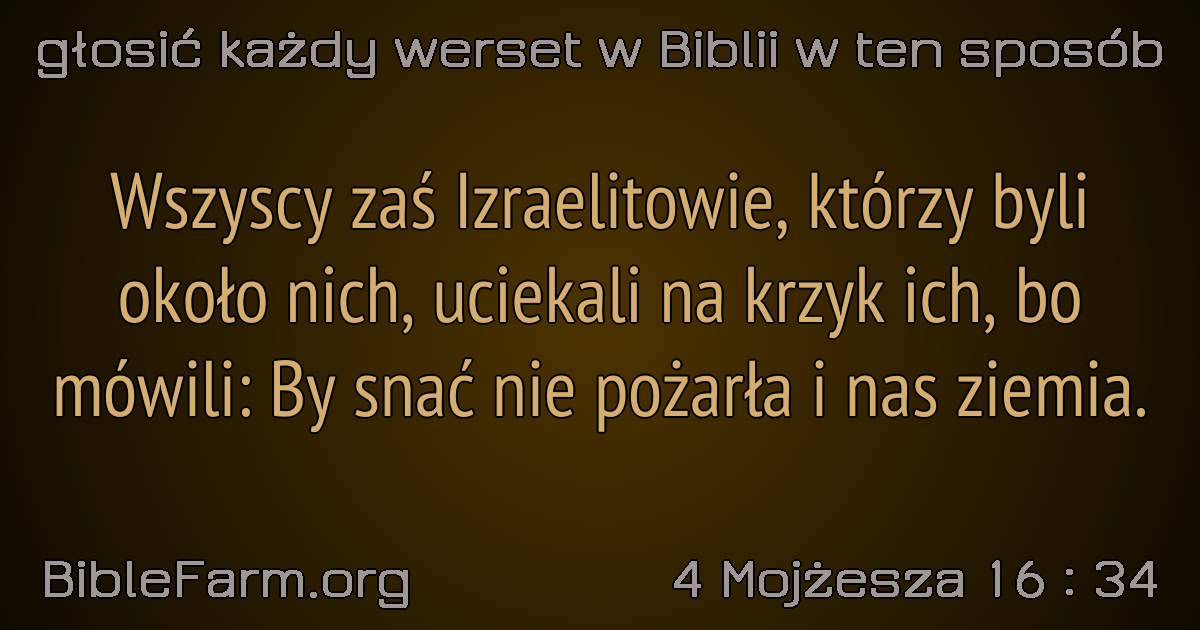 głosić każdy werset w Biblii w ten sposób
Wszyscy zaś Izraelitowie, którzy byli
około nich, uciekali na krzyk ich, bo
mówili: By snać nie pożarła i nas ziemia.
BibleFarm.org
4 Mojżesza 16 : 34